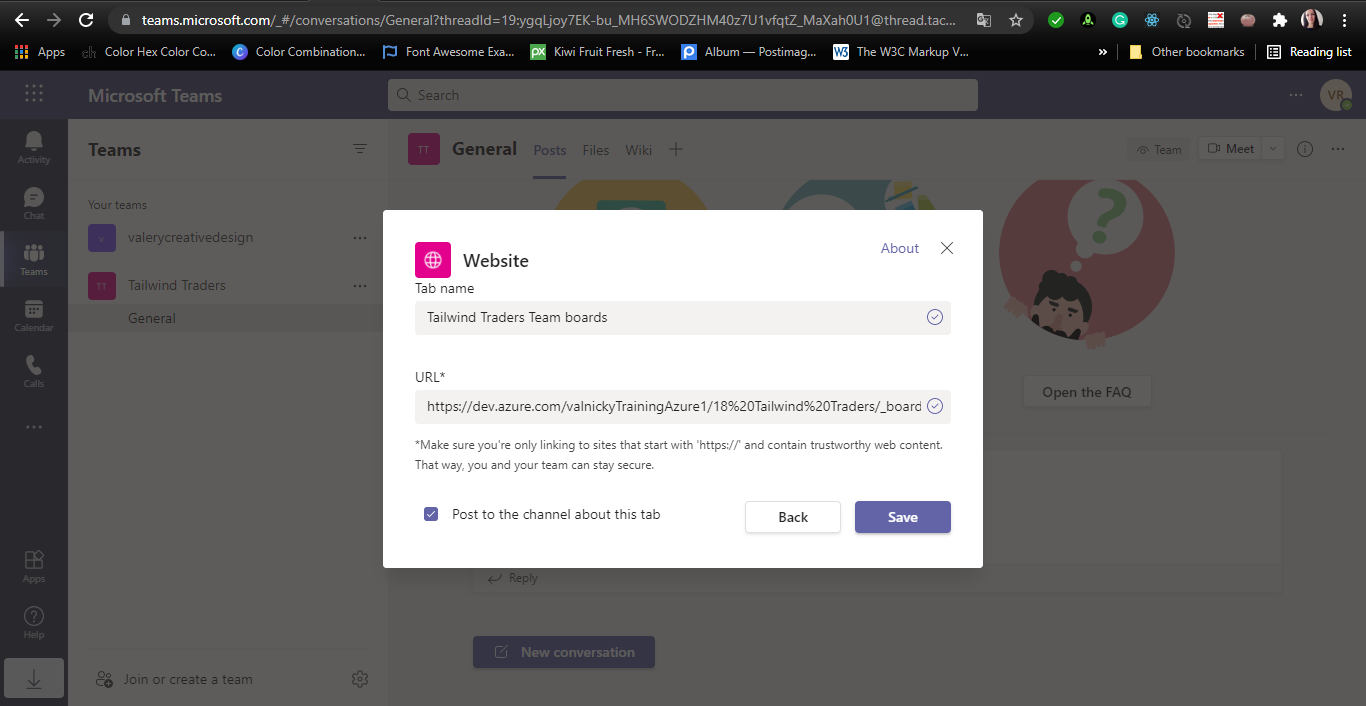 teams.microsoft.com/_#/conversations/General?threadId=19:ygqLjoy7EK-bu_MH6SWODZHM40z7U1vfqtZ_MaXah0U1@thread.tac...
Apps
Color Hex Color Co...
Color Combination...
Font Awesome Exa...
Kiwi Fruit Fresh - Fr...
Album — Postimag...
The W3C Markup V...
»
Other bookmarks
Reading list
Microsoft Teams
Search
VR
Activity
Chat
Teams
Calendar
Calls
Apps
Help
Teams
Your teams
v valerycreativedesign
TT Tailwind Traders
General
Join or create a team
TT General Posts Files Wiki
Team
Meet
Open the FAQ
Website
About
Tab name
Tailwind Traders Team boards
URL*
https://dev.azure.com/valnickyTrainingAzure1/18%20Tailwind%20Traders/_board
*Make sure you're only linking to sites that start with 'https://' and contain trustworthy web content.
That way, you and your team can stay secure.
Post to the channel about this tab
Back
Save
Reply
New conversation